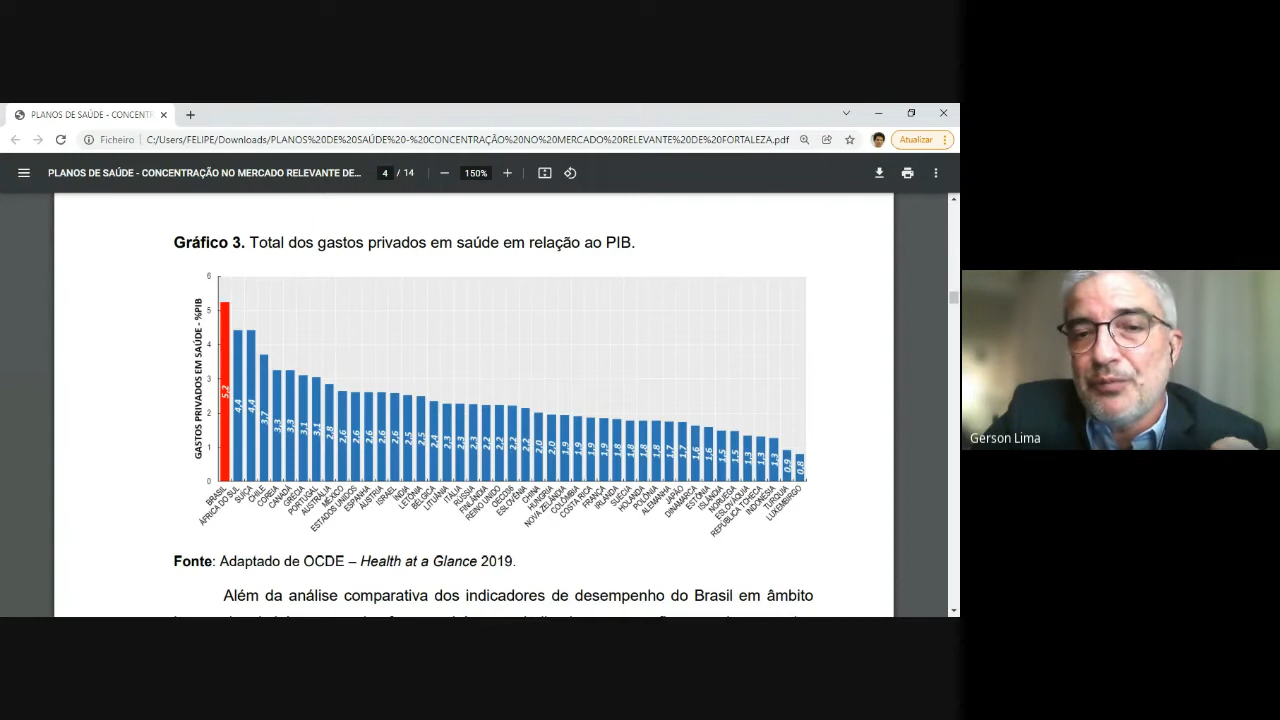 PLANOS DE SAÚDE - CONCENTR
Ficheiro
C:/Users/FELIPE/Downloads/PLANOS%20DE%20SAÚDE%20-%20CONCENTRAÇÃO%20NO%20MERCADO%20RELEVANTE%20DE%20FORTALEZA.pdf
Atualizar
PLANOS DE SAÚDE - CONCENTRAÇÃO NO MERCADO RELEVANTE DE...
4 / 14
150%
Gráfico 3. Total dos gastos privados em saúde em relação ao PIB.
GASTOS PRIVADOS EM SAÚDE - %PIB
6
5
4
3
2
1
0
5,2 4,4 4,4 3,7 3,3 3,3 3,1 3,1 2,8 2,6 2,6 2,6 2,6 2,6 2,5 2,5 2,4 2,3 2,3 2,3 2,2 2,2 2,2 2,2 2,0 2,0 1,9 1,9 1,9 1,9 1,8 1,8 1,8 1,8 1,7 1,7 1,6 1,6 1,5 1,5 1,3 1,3 1,3 0,9 0,8
BRASIL
ÁFRICA DO SUL
SUIÇA
CHILE
COREIA
CANADÁ
GRÉCIA
PORTUGAL
AUSTRÁLIA
MÉXICO
ESTADOS UNIDOS
ESPANHA
ÁUSTRIA
ISRAEL
ÍNDIA
LETÔNIA
BÉLGICA
LITUÂNIA
ITÁLIA
RÚSSIA
FINLÂNDIA
REINO UNIDO
OECD38
ESLOVÊNIA
CHINA
HUNGRIA
NOVA ZELÂNDIA
COLÔMBIA
COSTA RICA
FRANÇA
IRLANDA
SUÉCIA
HOLANDA
POLÔNIA
ALEMANHA
JAPÃO
DINAMARCA
ESTÔNIA
ISLÂNDIA
NORUEGA
ESLOVÁQUIA
REPÚBLICA TCHECA
INDONÉSIA
TURQUIA
LUXEMBURGO
Fonte: Adaptado de OCDE – Health at a Glance 2019.
Além da análise comparativa dos indicadores de desempenho do Brasil em âmbito
Gerson Lima